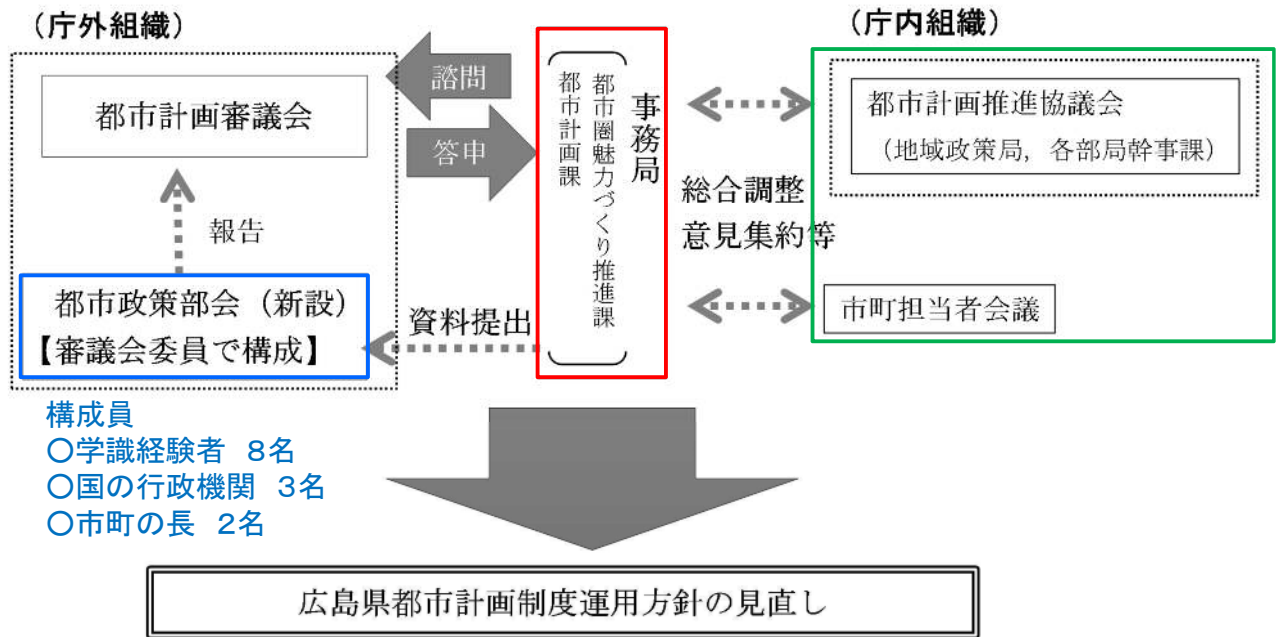 （庁外組織）
都市計画審議会
報告
都市政策部会（新設）
【審議会委員で構成】
構成員
〇学識経験者　８名
〇国の行政機関　３名
〇市町の長　２名
諮問
答申
資料提出
事務局
都市圏魅力づくり推進課
都市計画課
総合調整
意見集約等
（庁内組織）
都市計画推進協議会
（地域政策局，各部局幹事課）
市町担当者会議
広島県都市計画制度運用方針の見直し